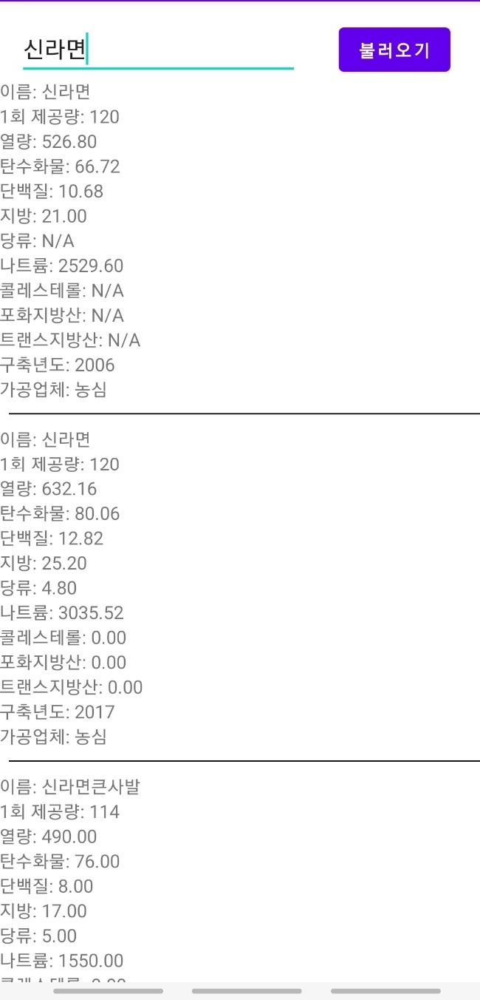 신라면
불러오기
이름: 신라면
1회 제공량: 120
열량: 526.80
탄수화물: 66.72
단백질: 10.68
지방: 21.00
당류: N/A
나트륨: 2529.60
콜레스테롤: N/A
포화지방산: N/A
트랜스지방산: N/A
구축년도: 2006
가공업체: 농심
이름: 신라면
1회 제공량: 120
열량: 632.16
탄수화물: 80.06
단백질: 12.82
지방: 25.20
당류: 4.80
나트륨: 3035.52
콜레스테롤: 0.00
포화지방산: 0.00
트랜스지방산: 0.00
구축년도: 2017
가공업체: 농심
이름: 신라면큰사발
1회 제공량: 114
열량: 490.00
탄수화물: 76.00
단백질: 8.00
지방: 17.00
당류: 5.00
나트륨: 1550.00